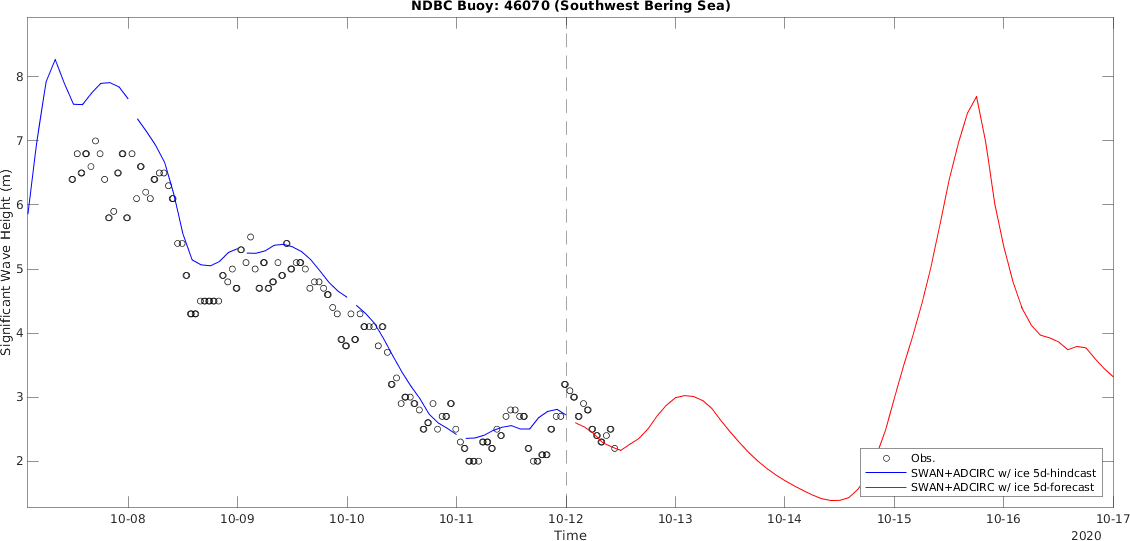 NDBC Buoy: 46070 (Southwest Bering Sea)
Significant Wave Height (m)
8
7
6
5
4
3
2
Obs.
SWAN+ADCIRC w/ ice 5d-hindcast
SWAN+ADCIRC w/ ice 5d-forecast
10-08 10-09 10-10 10-11 10-12 10-13 10-14 10-15 10-16 10-17
Time
2020